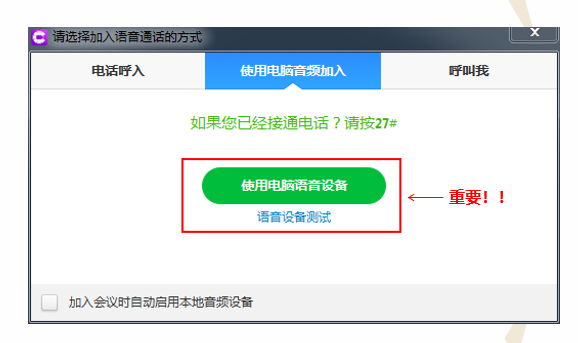 请选择加入语音通话的方式
电话呼入 使用电脑音频加入 呼叫我
如果您已经接通电话？请按27#
使用电脑语音设备
重要！！
语音设备测试
加入会议时自动启用本地音频设备